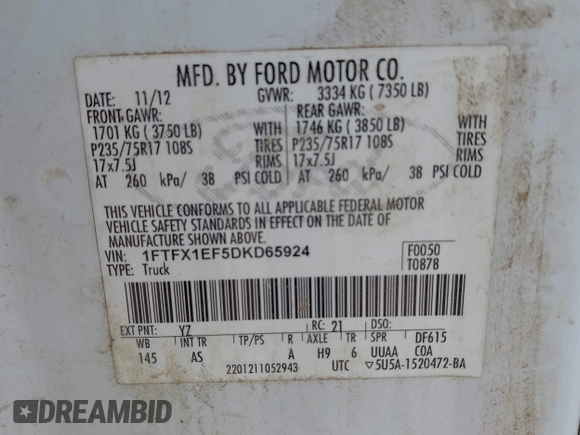 MFD. BY FORD MOTOR CO.
DATE: 11/12 GVWR: 3334 KG ( 7350 LB)
FRONT GAWR: REAR GAWR:
1701 KG ( 3750 LB) WITH 1746 KG ( 3850 LB) WITH
P235/75R17 108S TIRES P235/75R17 108S TIRES
17x7.5J RIMS 17x7.5J RIMS
AT 260 kPa/ 38 PSI COLD AT 260 kPa/ 38 PSI COLD
THIS VEHICLE CONFORMS TO ALL APPLICABLE FEDERAL MOTOR
VEHICLE SAFETY STANDARDS IN EFFECT ON THE DATE OF
MANUFACTURE SHOWN ABOVE.
VIN: 1FTFX1EF5DKD65924 F0050
TYPE: Truck T0878
EXT PNT: YZ RC: 21 DSO:
WB INT TR TP/PS R AXLE TR SPR DF615
145 AS A H9 6 UUAA COA
2201211052943 UTC ▽5U5A-1520472-BA
DREAMBID